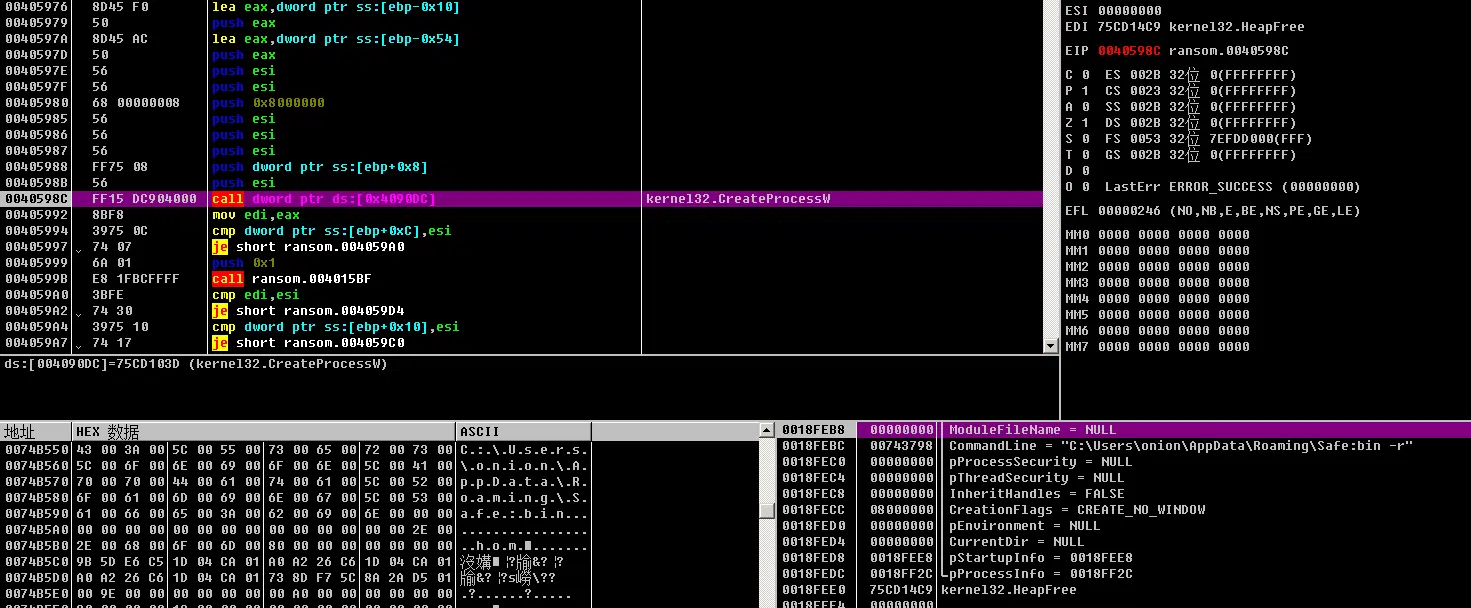 00405976 8D45 F0 lea eax,dword ptr ss:[ebp-0x10]
00405979 50 push eax
0040597A 8D45 AC lea eax,dword ptr ss:[ebp-0x54]
0040597D 50 push eax
0040597E 56 push esi
0040597F 56 push esi
00405980 68 00000008 push 0x8000000
00405985 56 push esi
00405986 56 push esi
00405987 56 push esi
00405988 FF75 08 push dword ptr ss:[ebp+0x8]
0040598B 56 push esi
0040598C FF15 DC904000 call dword ptr ds:[0x4090DC] kernel32.CreateProcessW
00405992 8BF8 mov edi,eax
00405994 3975 0C cmp dword ptr ss:[ebp+0xC],esi
00405997 74 07 je short ransom.004059A0
00405999 6A 01 push 0x1
0040599B E8 1FBCFFFF call ransom.004015BF
004059A0 3BFE cmp edi,esi
004059A2 74 30 je short ransom.004059D4
004059A4 3975 10 cmp dword ptr ss:[ebp+0x10],esi
004059A7 74 17 je short ransom.004059C0
ds:[004090DC]=75CD103D (kernel32.CreateProcessW)
ESI 00000000
EDI 75CD14C9 kernel32.HeapFree
EIP 0040598C ransom.0040598C
C 0 ES 002B 32位 0(FFFFFFFF)
P 1 CS 0023 32位 0(FFFFFFFF)
A 0 SS 002B 32位 0(FFFFFFFF)
Z 1 DS 002B 32位 0(FFFFFFFF)
S 0 FS 0053 32位 7EFDD000(FFF)
T 0 GS 002B 32位 0(FFFFFFFF)
D 0
O 0 LastErr ERROR_SUCCESS (00000000)
EFL 00000246 (NO,NB,E,BE,NS,PE,GE,LE)
MM0 0000 0000 0000 0000
MM1 0000 0000 0000 0000
MM2 0000 0000 0000 0000
MM3 0000 0000 0000 0000
MM4 0000 0000 0000 0000
MM5 0000 0000 0000 0000
MM6 0000 0000 0000 0000
MM7 0000 0000 0000 0000
地址 HEX 数据 ASCII
0074B550 43 00 3A 00 5C 00 55 00 73 00 65 00 72 00 73 00 C.:.\.U.s.e.r.s.
0074B560 5C 00 6F 00 6E 00 69 00 6F 00 6E 00 5C 00 41 00 \.o.n.i.o.n.\.A.
0074B570 70 00 70 00 44 00 61 00 74 00 61 00 5C 00 52 00 p.p.D.a.t.a.\.R.
0074B580 6F 00 61 00 6D 00 69 00 6E 00 67 00 5C 00 53 00 o.a.m.i.n.g.\.S.
0074B590 61 00 66 00 65 00 3A 00 62 00 69 00 6E 00 00 00 a.f.e.:.b.i.n...
0074B5A0 00 00 00 00 00 00 00 00 00 00 00 00 00 00 2E 00 ................
0074B5B0 2E 00 68 00 6F 00 6D 00 80 00 00 00 00 00 00 00 ..h.o.m.
0074B5C0 9B 5D E6 C5 1D 04 CA 01 A0 A2 26 C6 1D 04 CA 01
0074B5D0 A0 A2 26 C6 1D 04 CA 01 73 8D F7 5C 8A 2A D5 01
0074B5E0 00 9E 00 00 00 00 00 00 00 A0 00 00 00 00 00 00 .?......?.....
0018FEB8 00000000 ModuleFileName = NULL
0018FEBC 00743798 CommandLine = "C:\Users\onion\AppData\Roaming\Safe:bin -r"
0018FEC0 00000000 pProcessSecurity = NULL
0018FEC4 00000000 pThreadSecurity = NULL
0018FEC8 00000000 InheritHandles = FALSE
0018FECC 08000000 CreationFlags = CREATE_NO_WINDOW
0018FED0 00000000 pEnvironment = NULL
0018FED4 00000000 CurrentDir = NULL
0018FED8 0018FEE8 pStartupInfo = 0018FEE8
0018FEDC 0018FF2C pProcessInfo = 0018FF2C
0018FEE0 75CD14C9 kernel32.HeapFree
0018FEE4 00000000